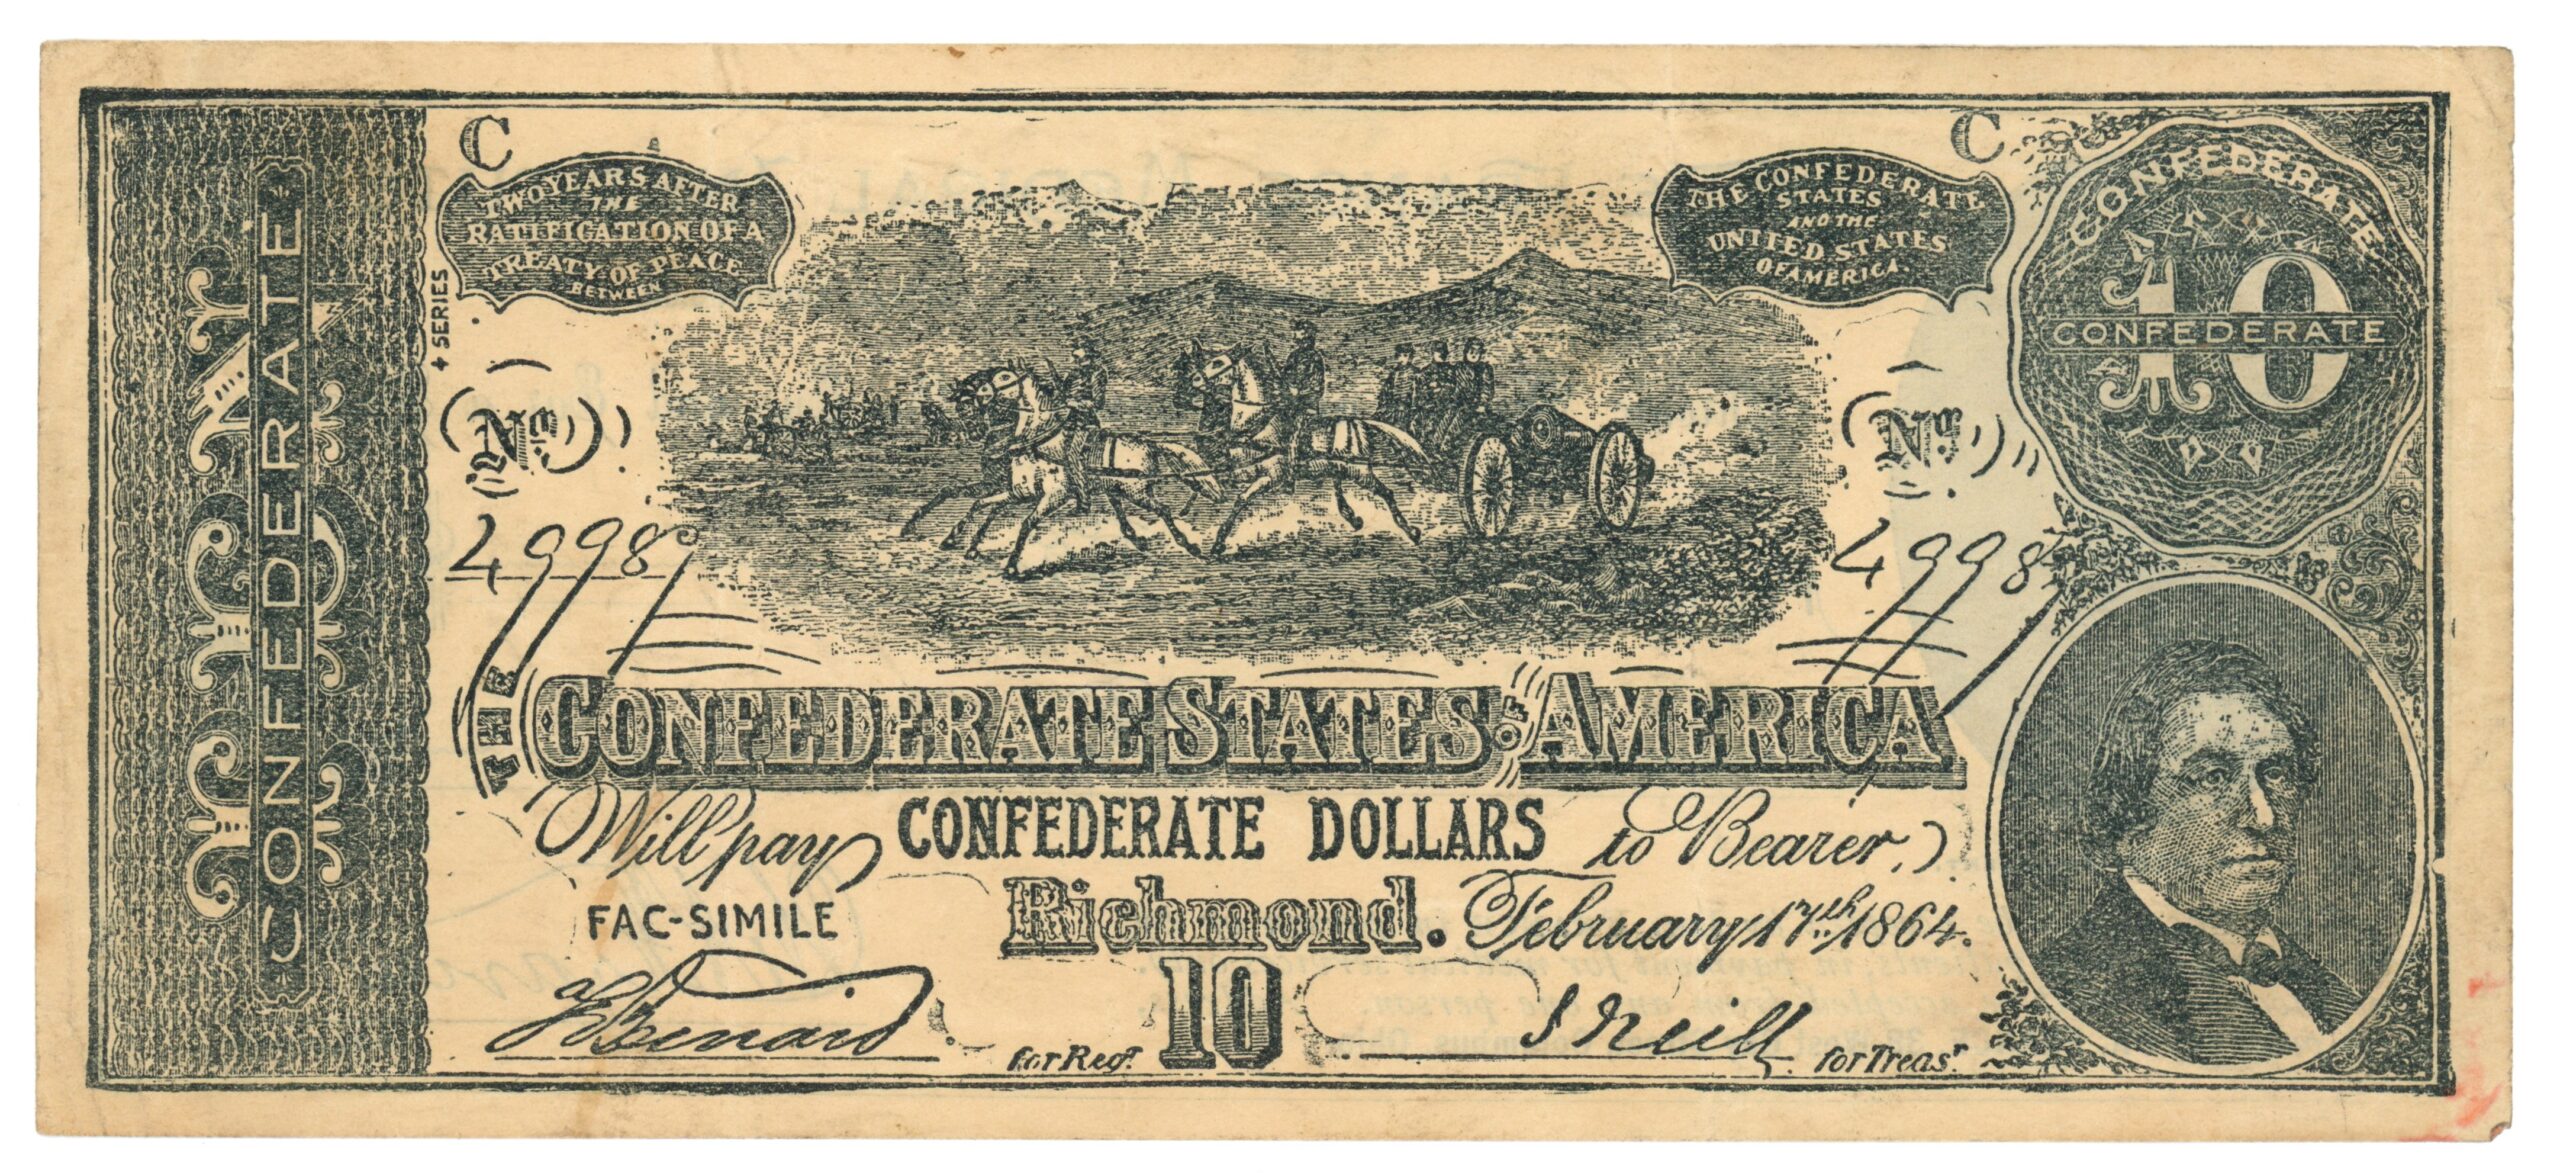 C
C
TWO YEARS AFTER
THE
RATIFICATION OF A
TREATY OF PEACE
BETWEEN
THE CONFEDERATE
STATES
AND THE
UNITED STATES
OF AMERICA.
CONFEDERATE
10
CONFEDERATE
4 SERIES
CONFEDERATE
TEN
No
No
4998
4998
THE CONFEDERATE STATES OF AMERICA
Will pay CONFEDERATE DOLLARS to Bearer,
FAC-SIMILE
Richmond. February 17th. 1864.
for Regr.
10
J Neill
for Treasr